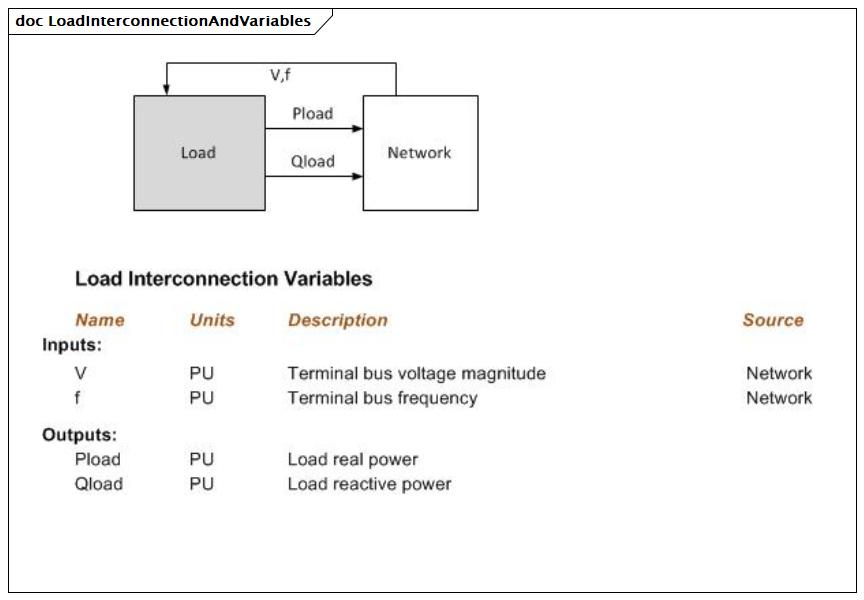 doc LoadInterconnectionAndVariables
V,f
Pload
Load
Network
Qload
Load Interconnection Variables
Name Units Description Source
Inputs:
V PU Terminal bus voltage magnitude Network
f PU Terminal bus frequency Network
Outputs:
Pload PU Load real power
Qload PU Load reactive power